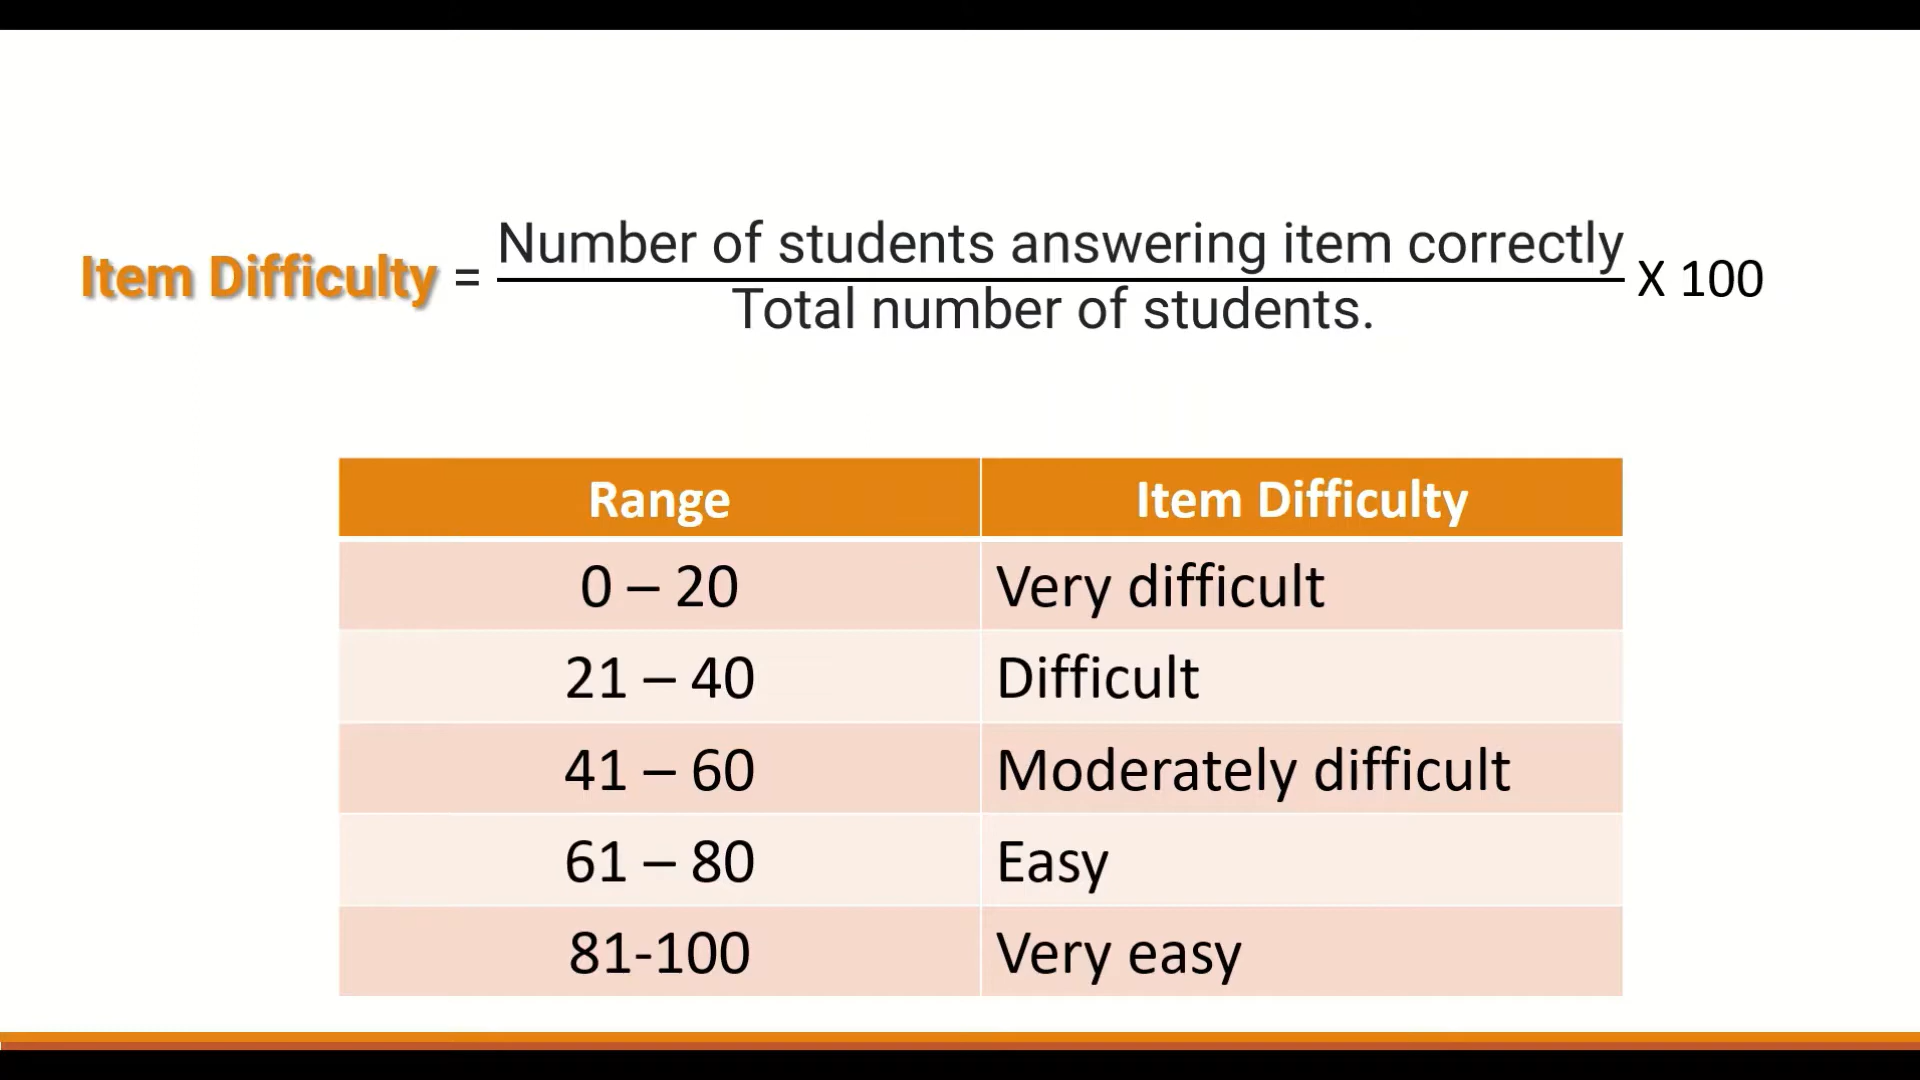 Number of students answering item correctly
Item Difficulty = X 100
Total number of students.
Range Item Difficulty
0 – 20 Very difficult
21 – 40 Difficult
41 – 60 Moderately difficult
61 – 80 Easy
81-100 Very easy